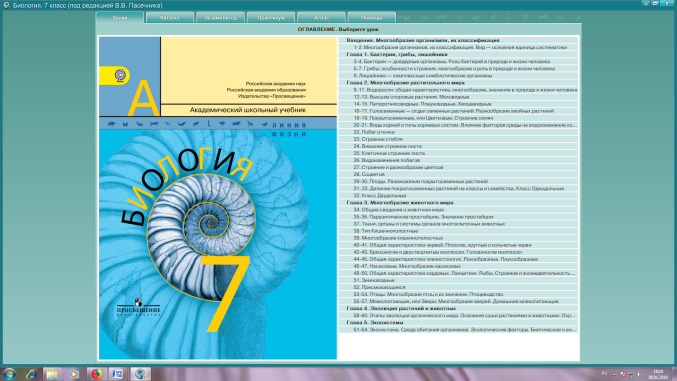 Биология. 7 класс (под редакцией В.В. Пасечника)
Уроки
Каталог
Экзаменатор
Практикум
Атлас
Помощь
ОГЛАВЛЕНИЕ. Выберите урок
Российская академия наук
Российская академия образования
Издательство «Просвещение»
А
Академический школьный учебник
ЛИНИЯ
ЖИЗНИ
БИОЛОГИЯ
7
ПРОСВЕЩЕНИЕ
ИЗДАТЕЛЬСТВО
Введение. Многообразие организмов, их классификация
1-2. Многообразие организмов, их классификация. Вид — основная единица систематики
Глава 1. Бактерии, грибы, лишайники
3-4. Бактерии — доядерные организмы. Роль бактерий в природе и жизни человека
5-7. Грибы: особенности строения, многообразие и роль в природе и жизни человека
8. Лишайники — комплексные симбиотические организмы
Глава 2. Многообразие растительного мира
9-11. Водоросли: общая характеристика, многообразие, значение в природе и жизни человека
12-13. Высшие споровые растения. Моховидные
14-15. Папоротниковидные. Плауновидные. Хвощевидные
16-17. Голосеменные — отдел семенных растений. Разнообразие хвойных растений
18-19. Покрытосеменные, или Цветковые. Строение семян
20-21. Виды корней и типы корневых систем. Влияние факторов среды на видоизменение ко...
22. Побег и почки
23. Строение стебля
24. Внешнее строение листа
25. Клеточное строение листа
26. Видоизменения побегов
27. Строение и разнообразие цветков
28. Соцветия
29-30. Плоды. Размножение покрытосеменных растений
31, 33. Деление покрытосеменных растений на классы и семейства. Класс Однодольные
32. Класс Двудольные
Глава 3. Многообразие животного мира
34. Общие сведения о животном мире
35-36. Паразитические простейшие. Значение простейших
37. Ткани, органы и системы органов многоклеточных животных
38. Тип Кишечнополостные
39. Многообразие кишечнополостных
40-41. Общая характеристика червей. Плоские, круглые и кольчатые черви
42-43. Брюхоногие и двустворчатые моллюски. Головоногие моллюски
44-45. Общая характеристика членистоногих. Ракообразные. Паукообразные
46-47. Насекомые. Многообразие насекомых
48-50. Общая характеристика хордовых. Ланцетник. Рыбы. Строение и жизнедеятельность ...
51. Земноводные
52. Пресмыкающиеся
53-54. Птицы. Многообразие птиц и их значение. Птицеводство
55-57. Млекопитающие, или Звери. Многообразие зверей. Домашние млекопитающие
Глава 4. Эволюция растений и животных
58-60. Этапы эволюции органического мира. Освоение суши растениями и животными. Охр...
Глава 5. Экосистемы
61-64. Экосистема. Среда обитания организмов. Экологические факторы. Биотические и ан...
RU